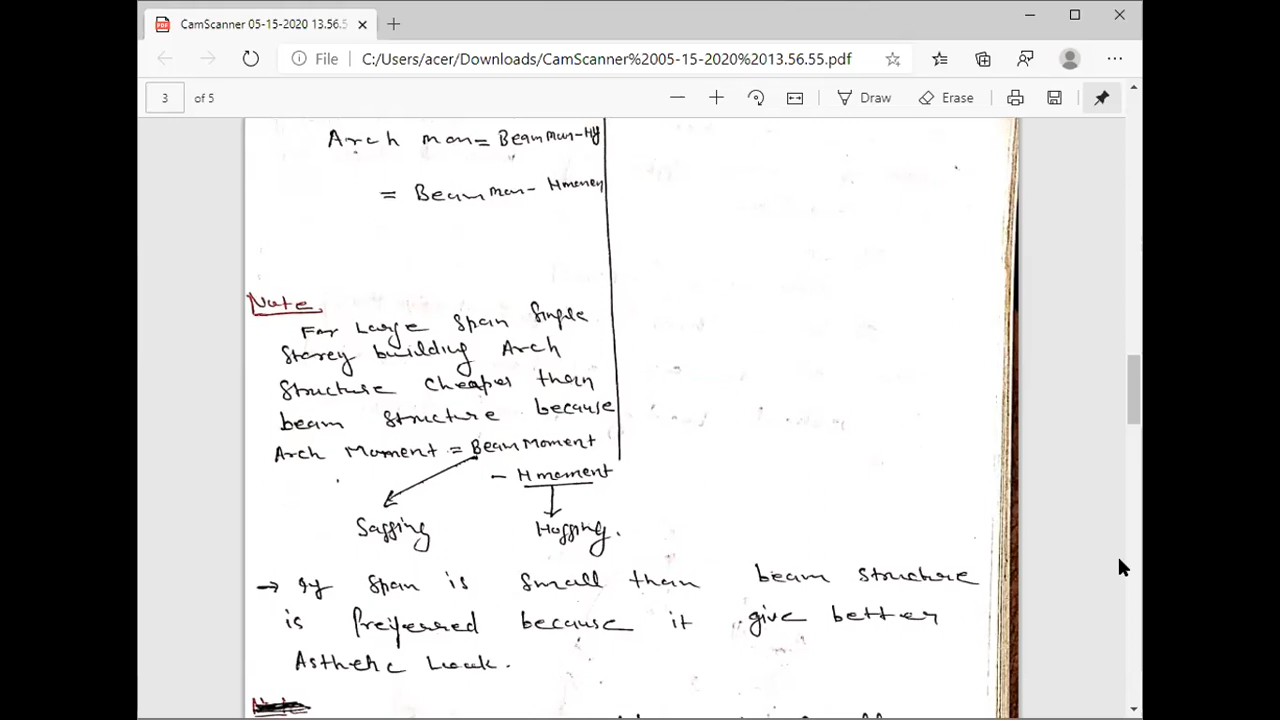 CamScanner 05-15-2020 13.56.5
File C:/Users/acer/Downloads/CamScanner%2005-15-2020%2013.56.55.pdf
3 of 5 Draw Erase
Arch mom = Beam mom - Hy
= Beam mom - Hmoment
Note
For Large span Single
Storey building Arch
Structure cheaper than
beam structure because
Arch Moment = Beam Moment
- H moment
Sagging Hogging.
→ If span is small than beam structure
is Preferred because it give better
Asthetic Look.